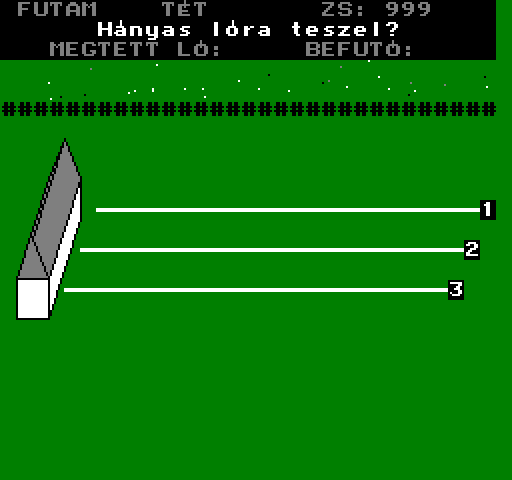 FUTAM TÉT ZS: 999
Hányas lóra teszel?
MEGTETT LÓ: BEFUTÓ:
1
2
3